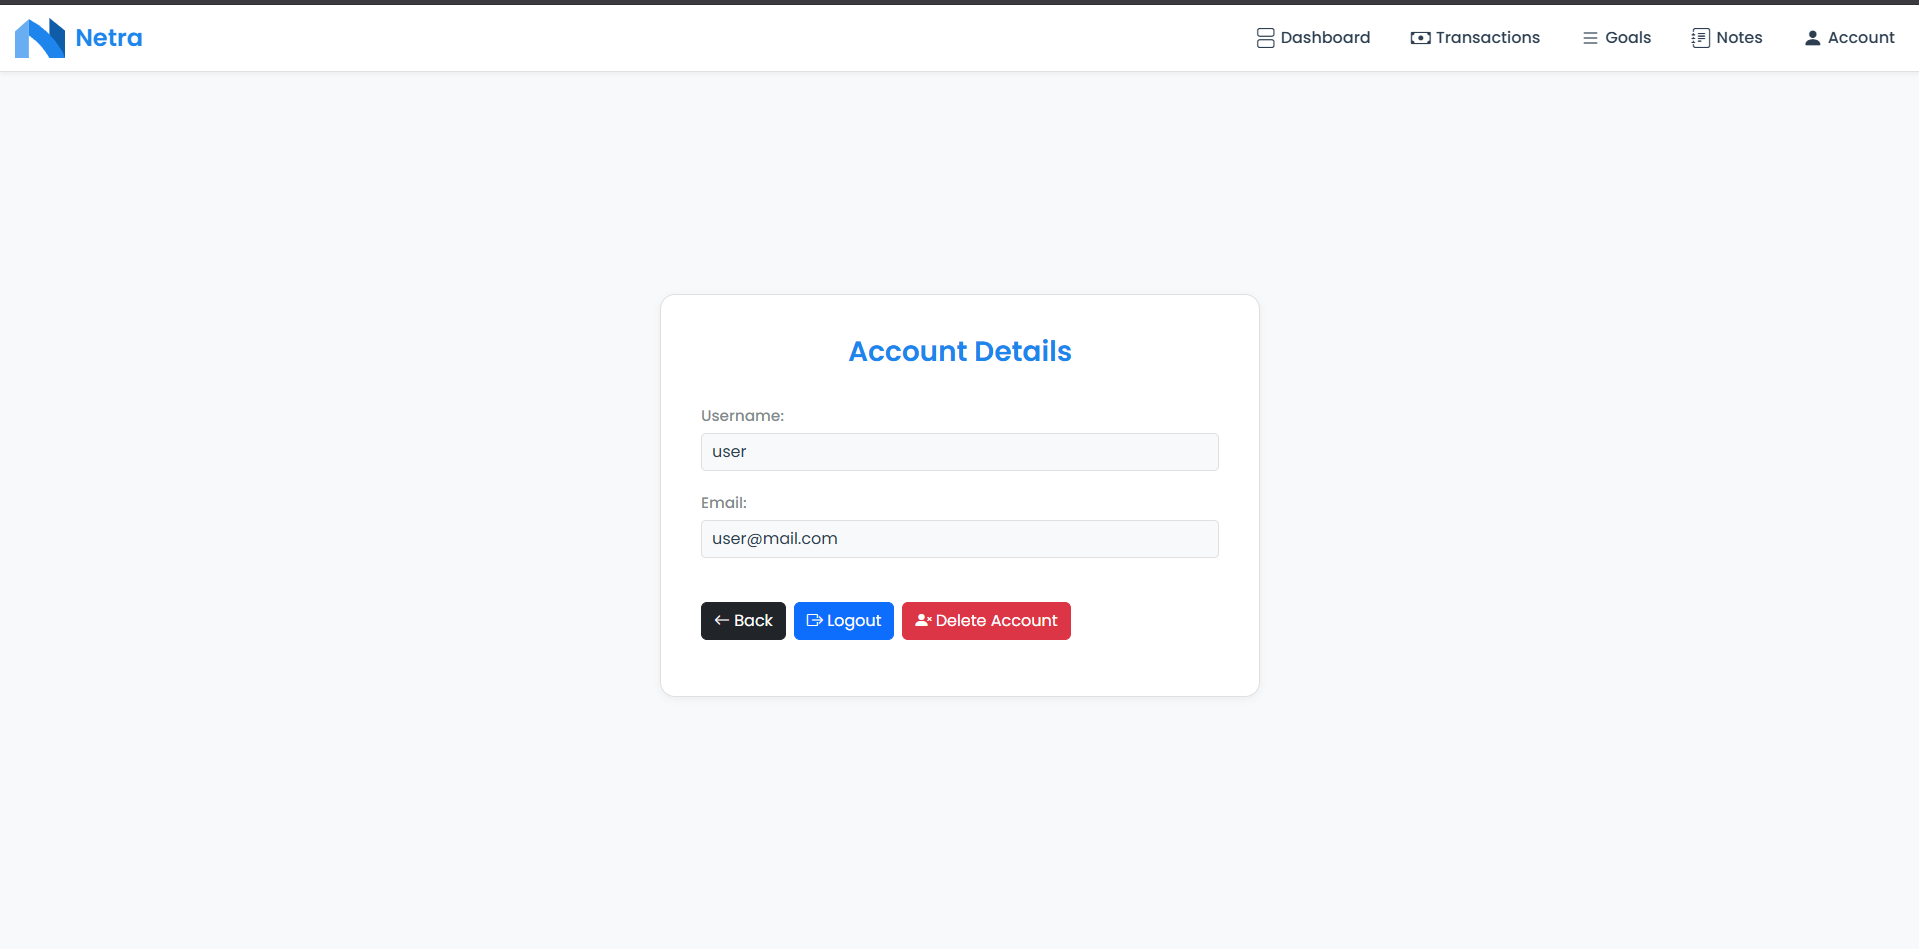 Netra
Dashboard Transactions Goals Notes Account
Account Details
Username:
user
Email:
user@mail.com
Back Logout Delete Account